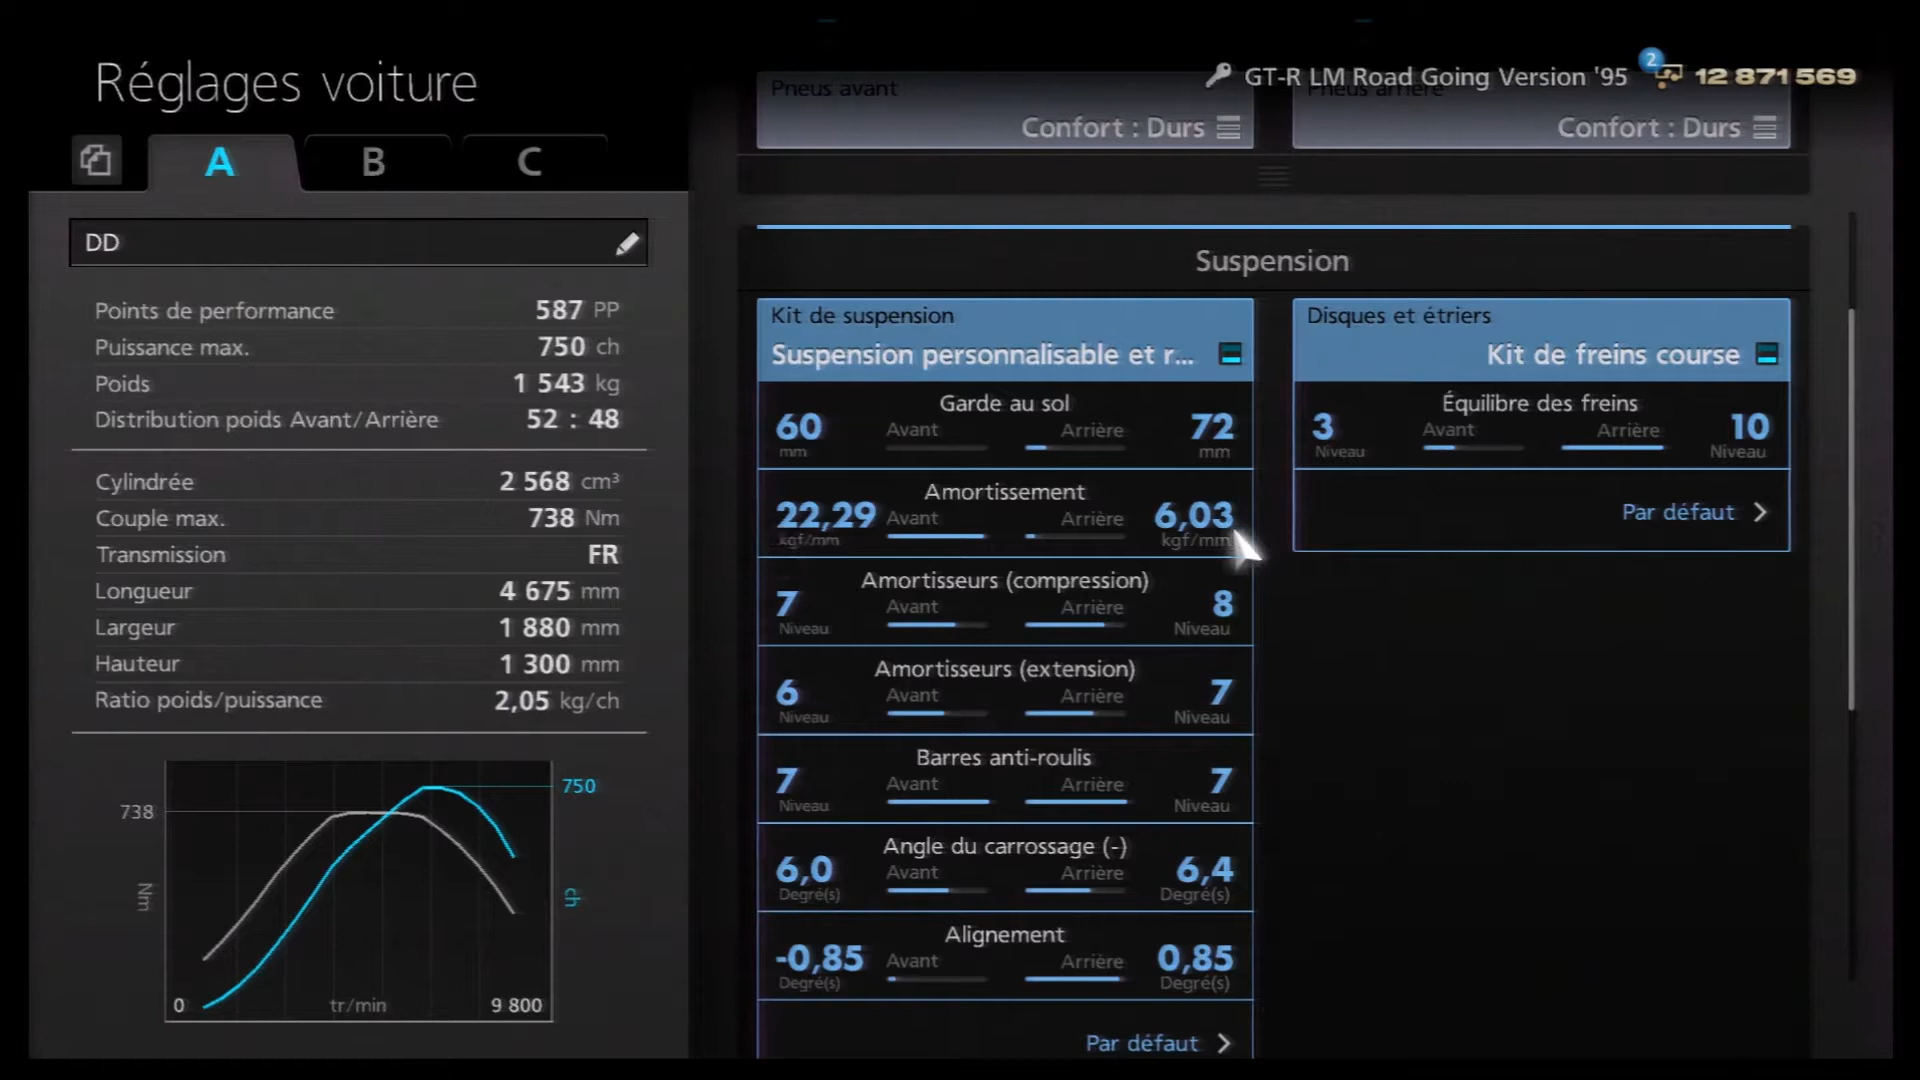 Réglages voiture
GT-R LM Road Going Version '95
2
12 871 569
A
B
C
DD
Points de performance 587 PP
Puissance max. 750 ch
Poids 1 543 kg
Distribution poids Avant/Arrière 52 : 48
Cylindrée 2 568 cm³
Couple max. 738 Nm
Transmission FR
Longueur 4 675 mm
Largeur 1 880 mm
Hauteur 1 300 mm
Ratio poids/puissance 2,05 kg/ch
738
750
Nm
ch
0 tr/min 9 800
Pneus avant
Confort : Durs
Pneus arrière
Confort : Durs
Suspension
Kit de suspension
Suspension personnalisable et r...
Garde au sol
60 Avant Arrière 72
mm mm
Amortissement
22,29 Avant Arrière 6,03
kgf/mm kgf/mm
Amortisseurs (compression)
7 Avant Arrière 8
Niveau Niveau
Amortisseurs (extension)
6 Avant Arrière 7
Niveau Niveau
Barres anti-roulis
7 Avant Arrière 7
Niveau Niveau
Angle du carrossage (-)
6,0 Avant Arrière 6,4
Degré(s) Degré(s)
Alignement
-0,85 Avant Arrière 0,85
Degré(s) Degré(s)
Par défaut
Disques et étriers
Kit de freins course
Équilibre des freins
3 Avant Arrière 10
Niveau Niveau
Par défaut